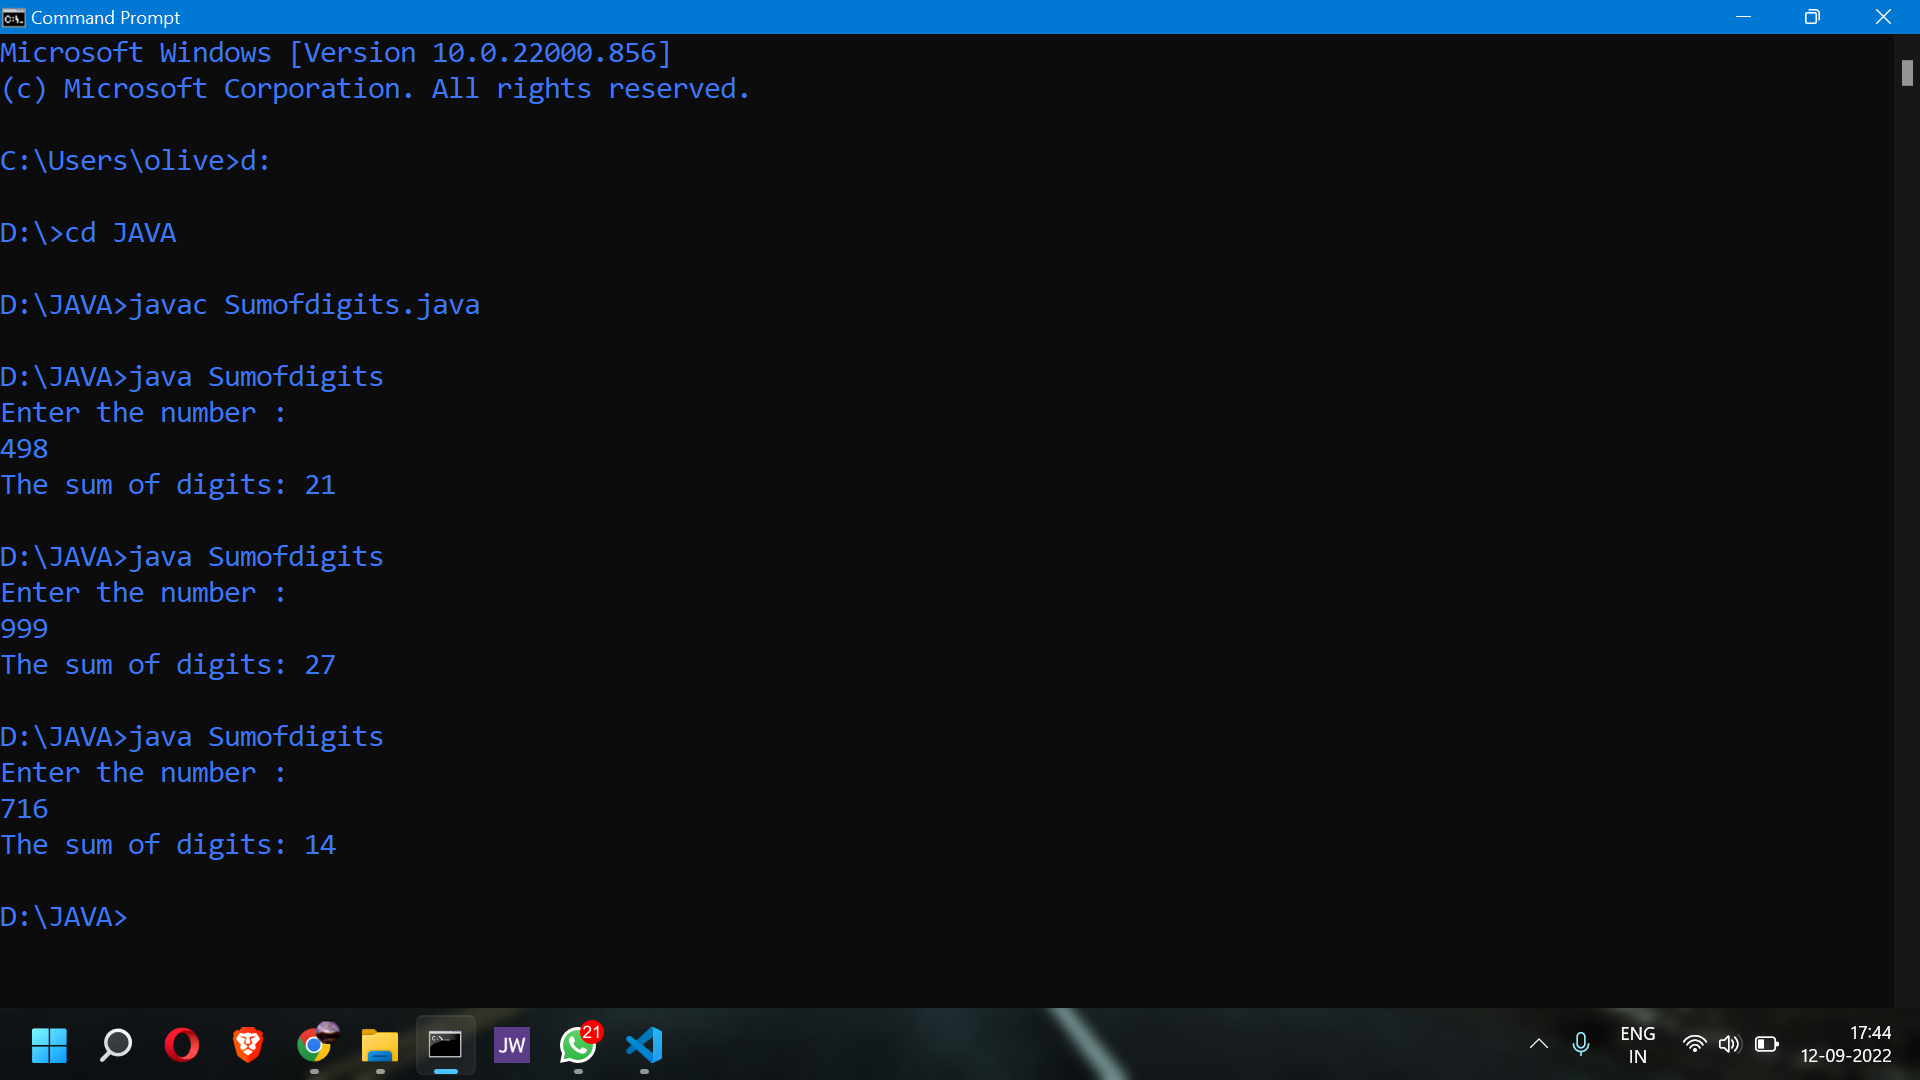 Command Prompt
Microsoft Windows [Version 10.0.22000.856]
(c) Microsoft Corporation. All rights reserved.
C:\Users\olive>d:
D:\>cd JAVA
D:\JAVA>javac Sumofdigits.java
D:\JAVA>java Sumofdigits
Enter the number :
498
The sum of digits: 21
D:\JAVA>java Sumofdigits
Enter the number :
999
The sum of digits: 27
D:\JAVA>java Sumofdigits
Enter the number :
716
The sum of digits: 14
D:\JAVA>
JW
21
ENG
IN
17:44
12-09-2022